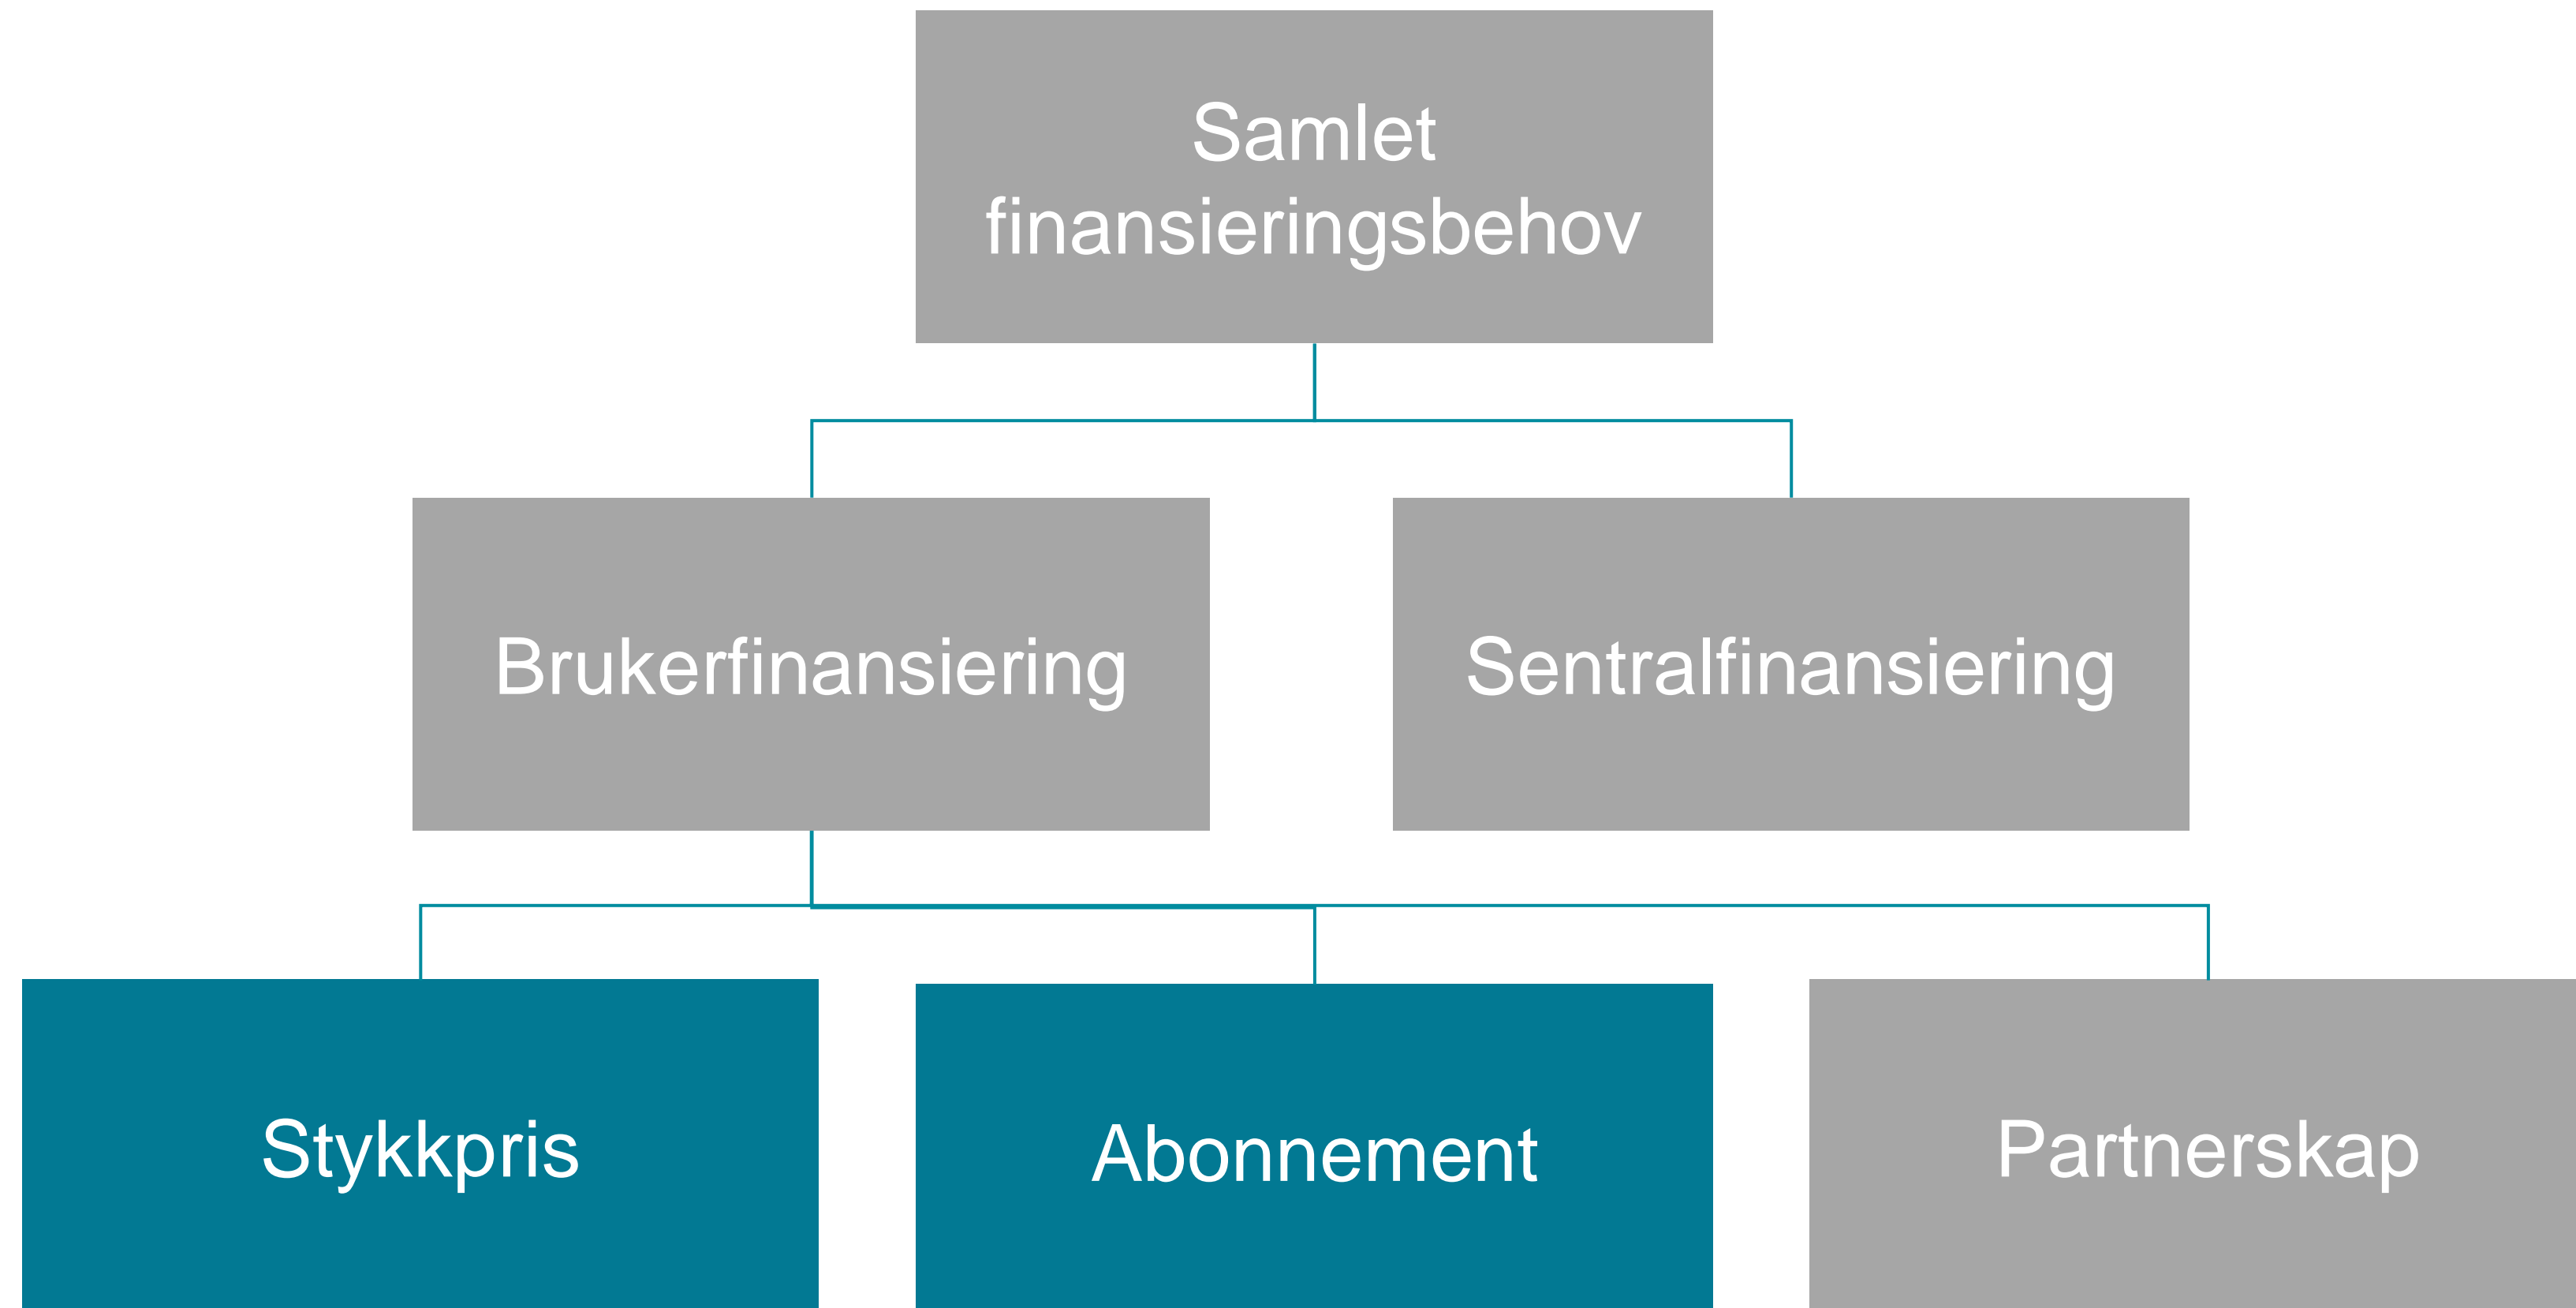 Samlet
finansieringsbehov
Brukerfinansiering
Sentralfinansiering
Stykkpris
Abonnement
Partnerskap